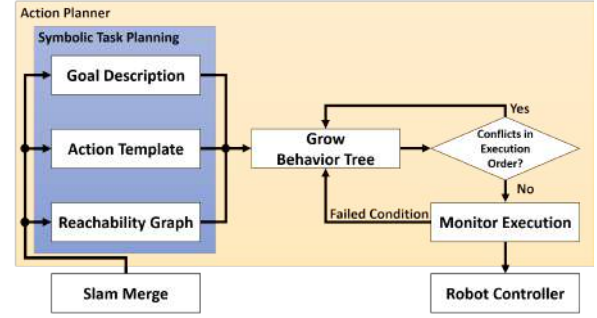 Action Planner
Symbolic Task Planning
Goal Description
Action Template
Reachability Graph
Slam Merge
Grow
Behavior Tree
Yes
Conflicts in
Execution
Order?
No
Failed Condition
Monitor Execution
Robot Controller